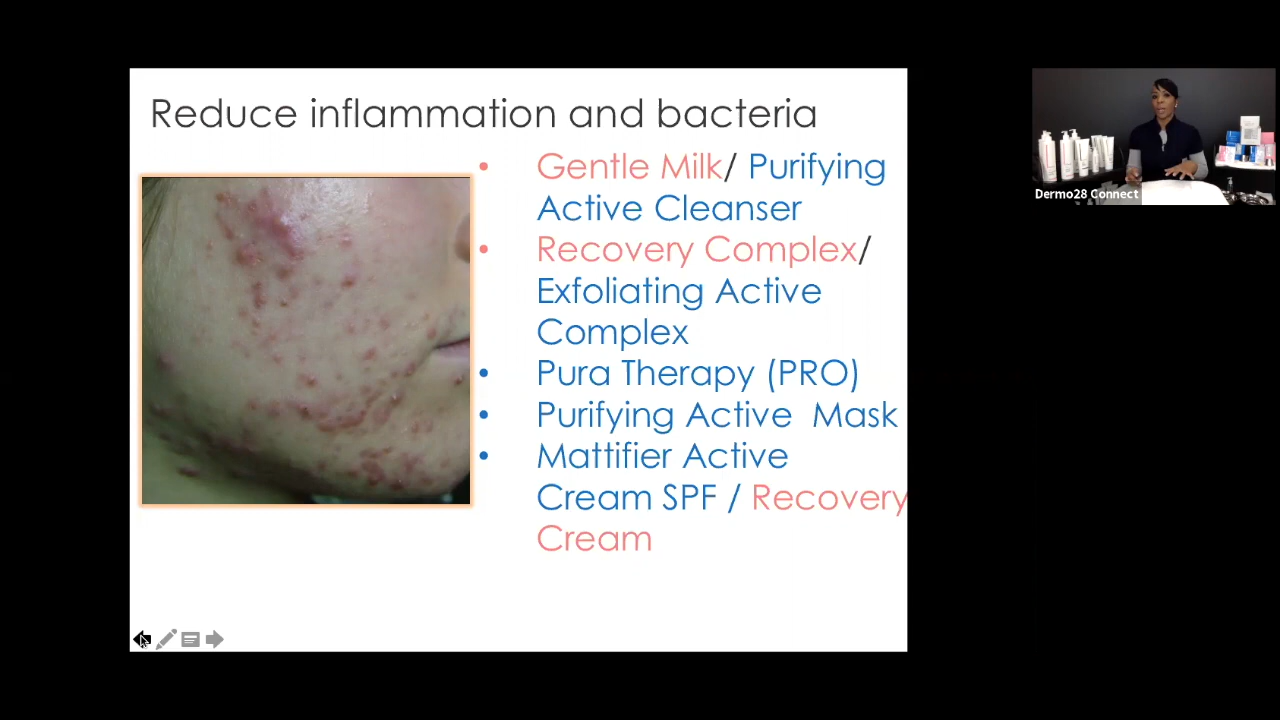 Reduce inflammation and bacteria
• Gentle Milk/ Purifying
Active Cleanser
• Recovery Complex/
Exfoliating Active
Complex
• Pura Therapy (PRO)
• Purifying Active Mask
• Mattifier Active
Cream SPF / Recovery
Cream
Dermo28 Connect